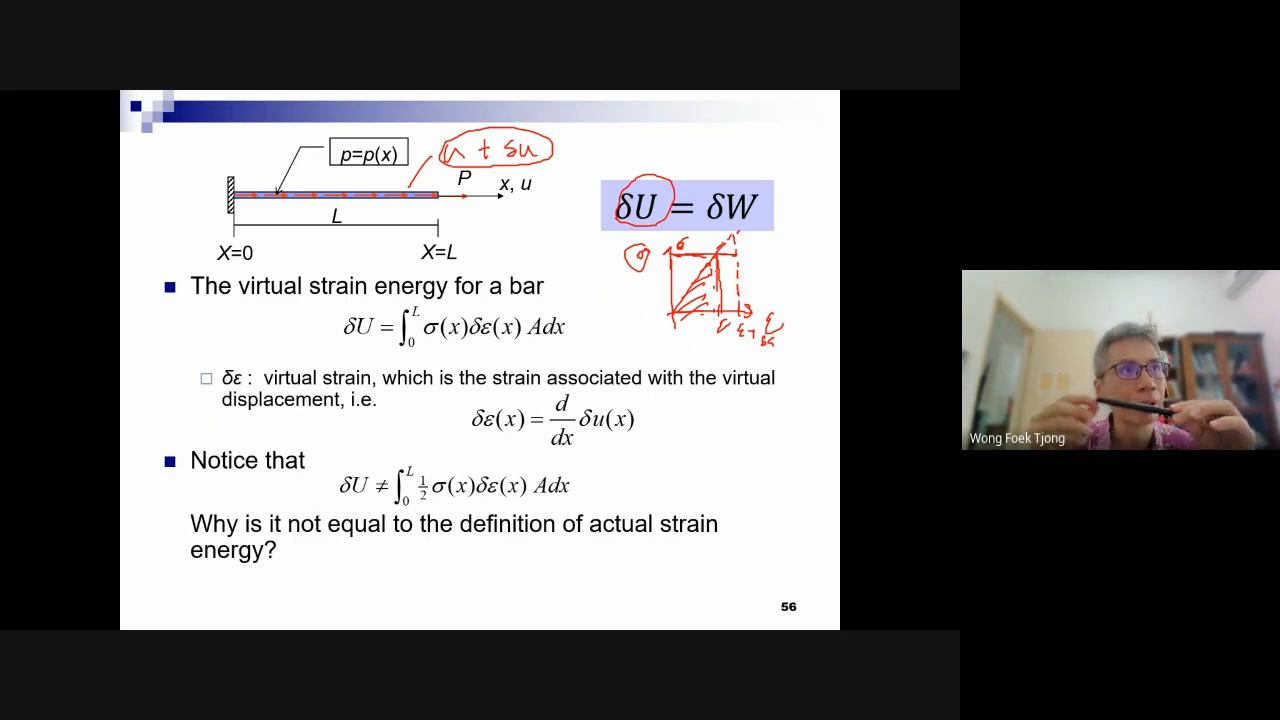 p=p(x)
u + δu
P
x, u
L
X=0
X=L
δU = δW
σ
σ
ε
The virtual strain energy for a bar
δU = ∫₀ᴸ σ(x)δε(x) Adx
δε : virtual strain, which is the strain associated with the virtual
displacement, i.e.
δε(x) = d/dx δu(x)
Notice that
δU ≠ ∫₀ᴸ ½ σ(x)δε(x) Adx
Why is it not equal to the definition of actual strain
energy?
56
Wong Foek Tjong